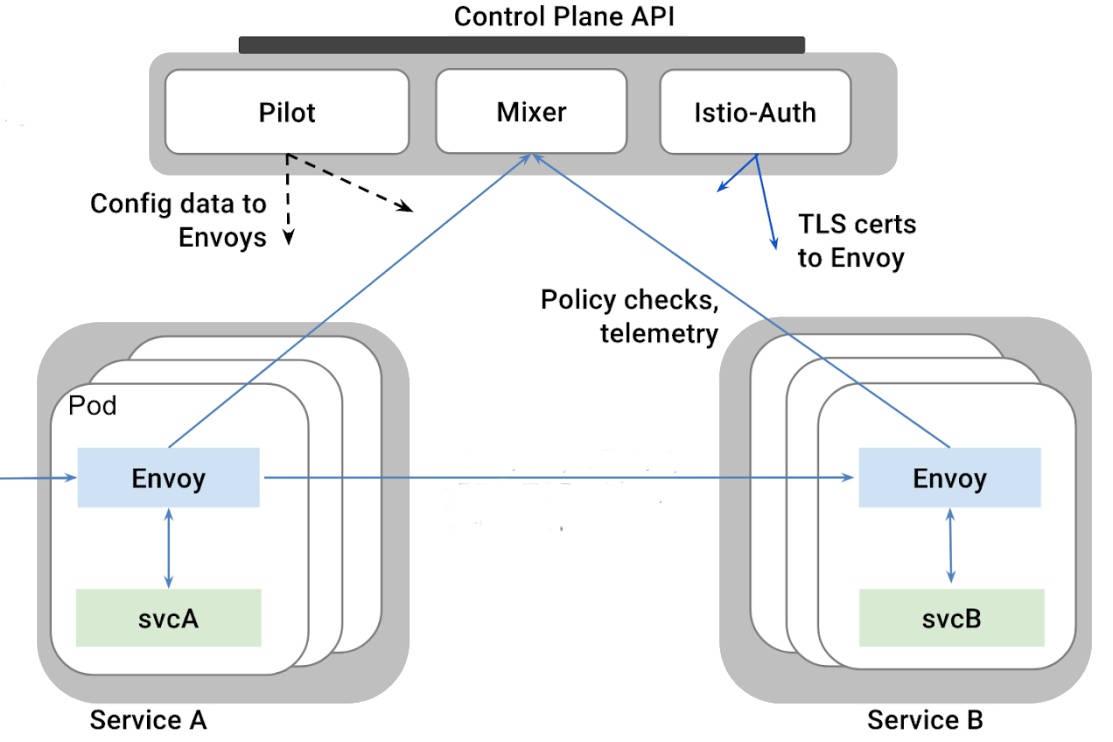 Control Plane API
Pilot
Mixer
Istio-Auth
Config data to
Envoys
TLS certs
to Envoy
Policy checks,
telemetry
Pod
Envoy
Envoy
svcA
svcB
Service A
Service B